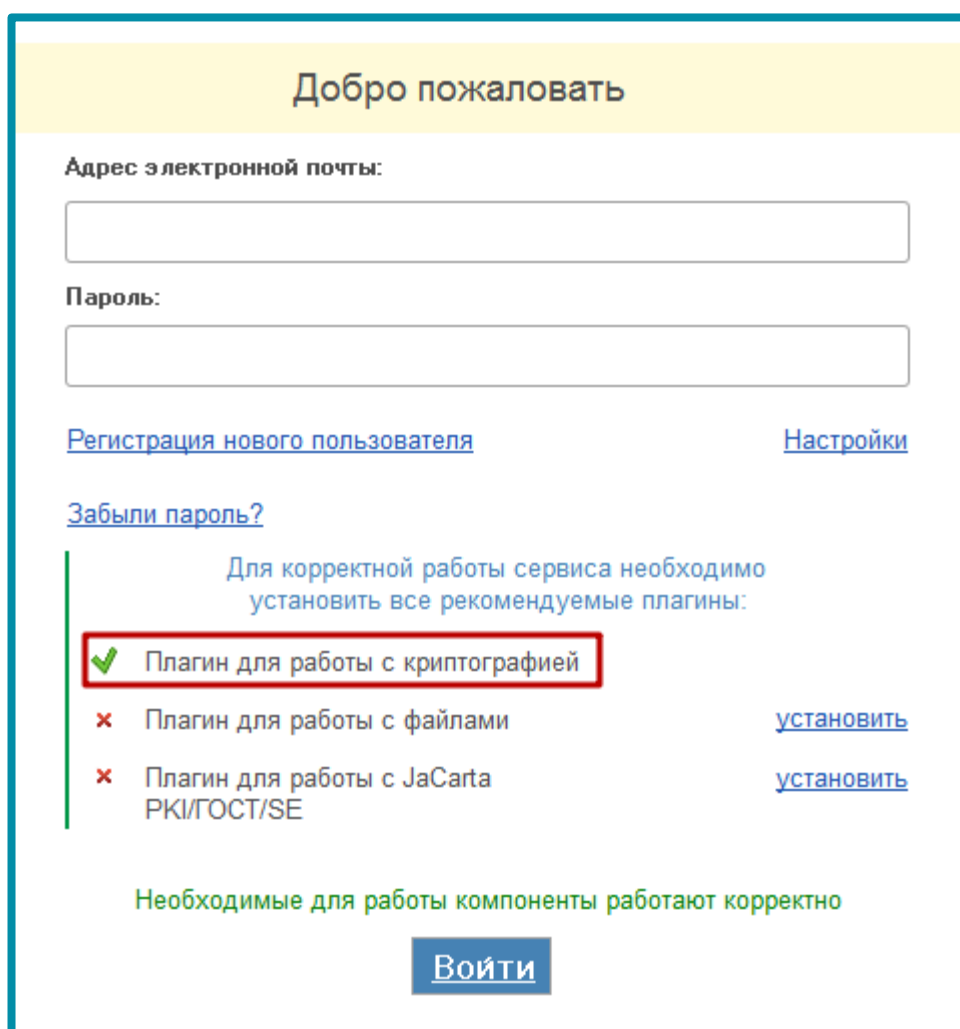 Добро пожаловать
Адрес электронной почты:
Пароль:
Регистрация нового пользователя Настройки
Забыли пароль?
Для корректной работы сервиса необходимо
установить все рекомендуемые плагины:
Плагин для работы с криптографией
Плагин для работы с файлами установить
Плагин для работы с JaCarta установить
PKI/ГОСТ/SE
Необходимые для работы компоненты работают корректно
Войти